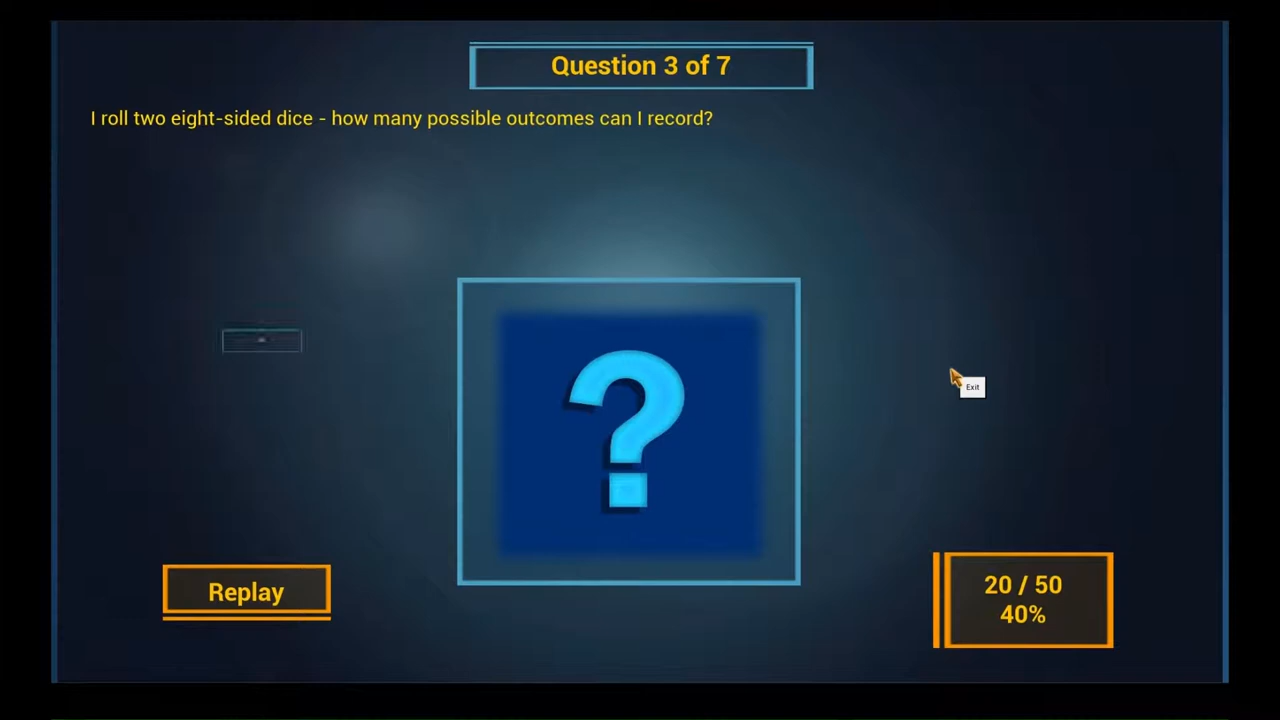 Question 3 of 7
I roll two eight-sided dice - how many possible outcomes can I record?
?
Exit
Replay
20 / 50
40%